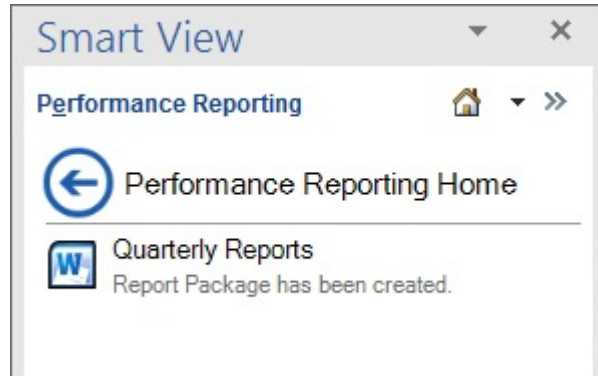 Smart View
Performance Reporting
Performance Reporting Home
Quarterly Reports
Report Package has been created.